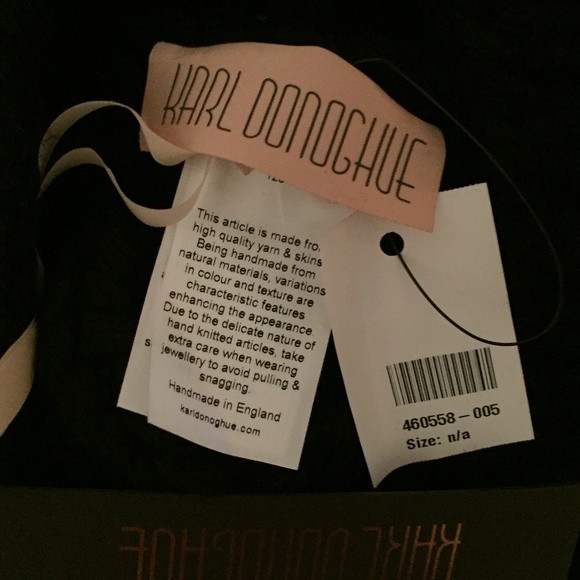 KARL DONOGHUE
This article is made fro
high quality yarn & skins
Being handmade from
natural materials, variations
in colour and texture are
characteristic features
enhancing the appearance.
Due to the delicate nature of
hand knitted articles, take
extra care when wearing
jewellery to avoid pulling &
snagging.
Handmade in England
karldonoghue.com
460558-005
Size: n/a
KARL DONOGHUE